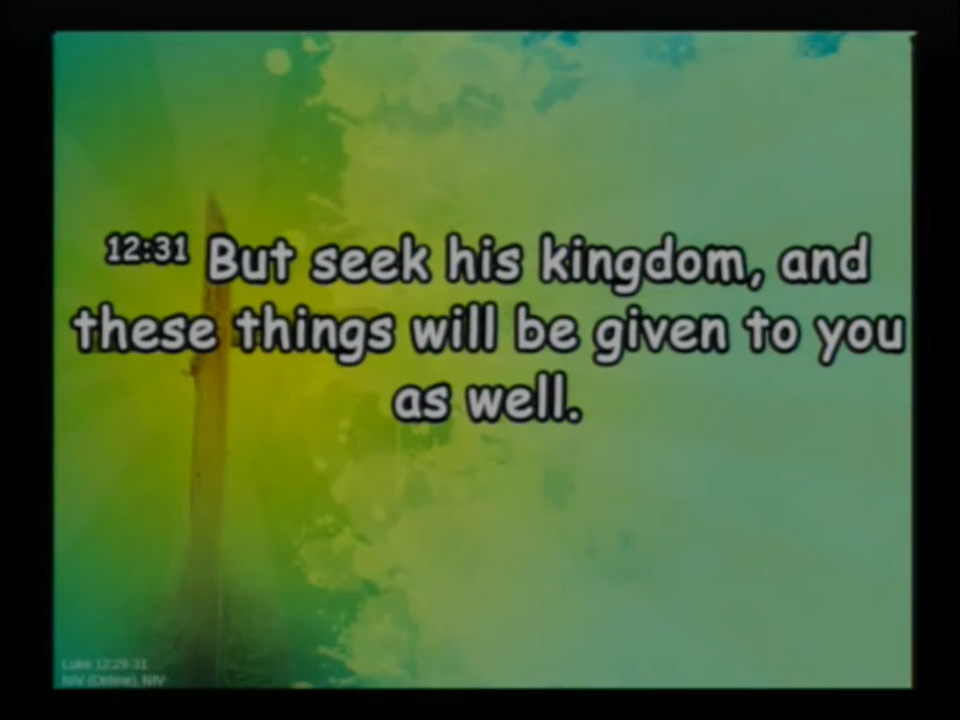 12:31 But seek his kingdom, and
these things will be given to you
as well.
Luke 12:29-31
NIV (Online), NIV